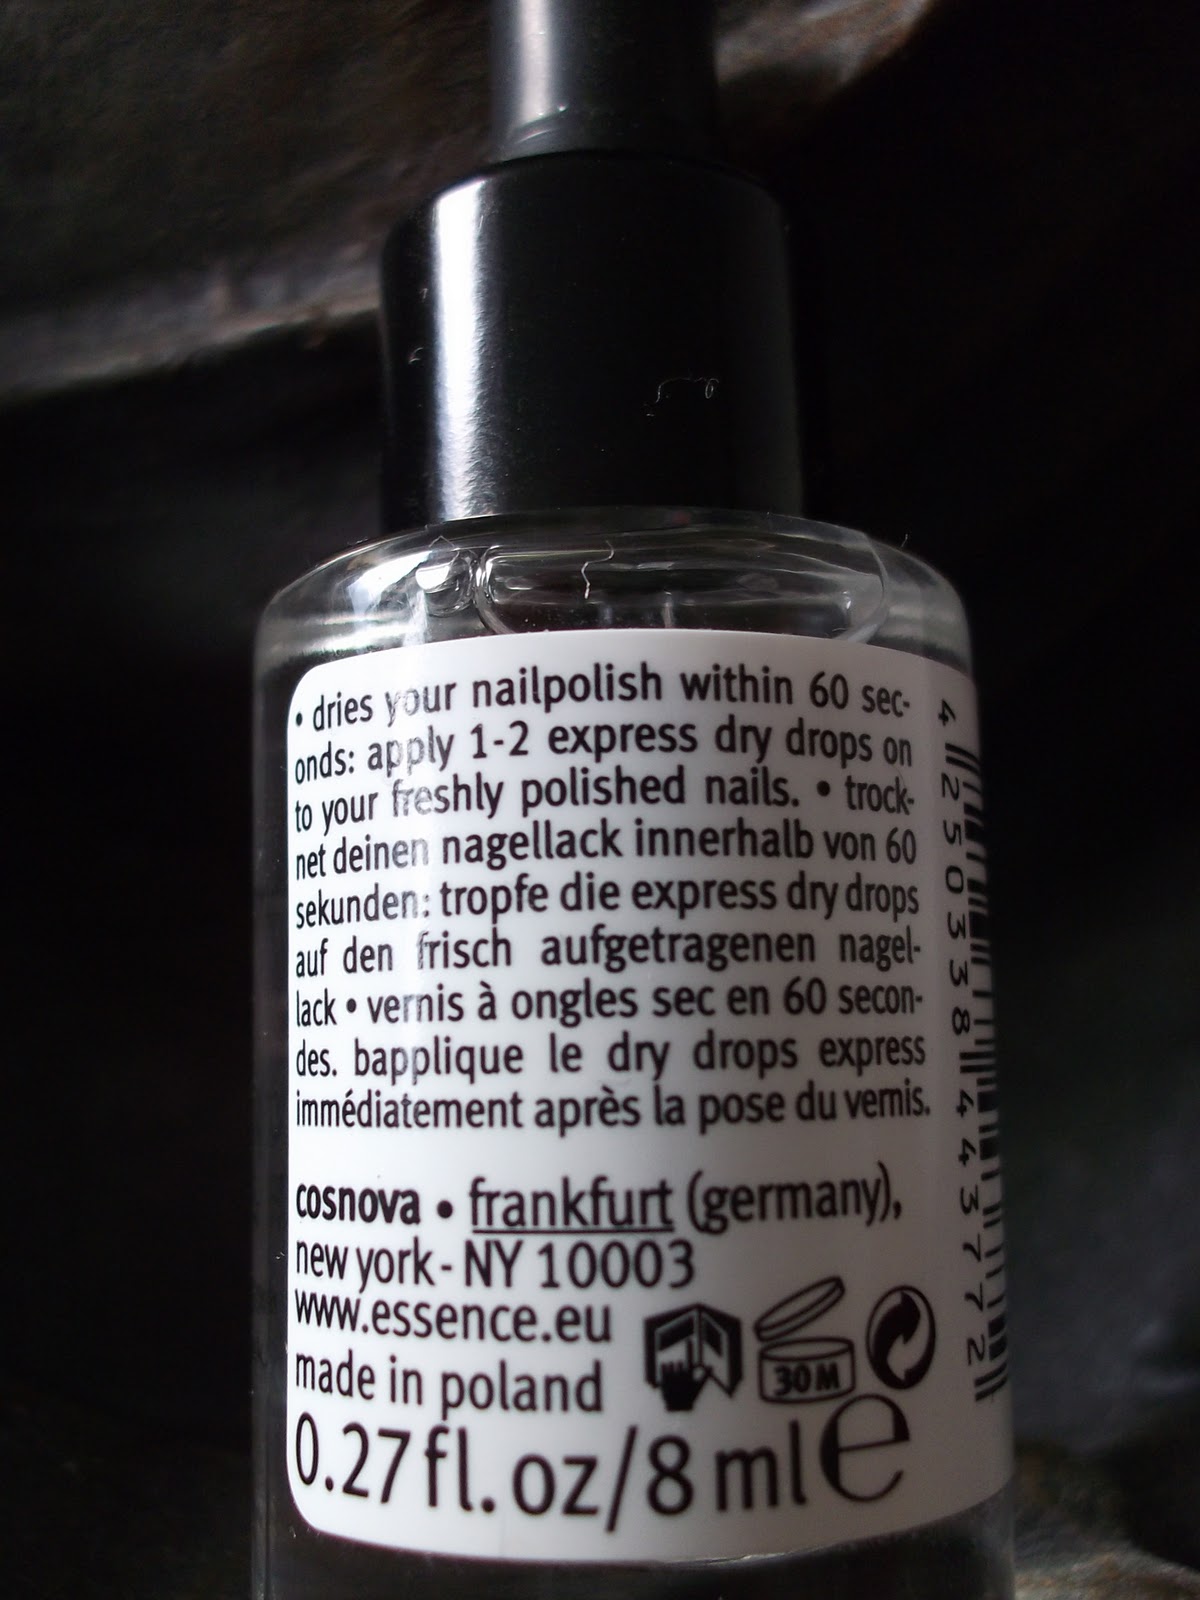 • dries your nailpolish within 60 sec-
onds: apply 1-2 express dry drops on
to your freshly polished nails. • trock-
net deinen nagellack innerhalb von 60
sekunden: tropfe die express dry drops
auf den frisch aufgetragenen nagel-
lack • vernis à ongles sec en 60 secon-
des. bapplique le dry drops express
immédiatement après la pose du vernis.
cosnova • frankfurt (germany),
new york - NY 10003
www.essence.eu
made in poland
30M
0.27 fl. oz/8 ml e
4 250338 443772